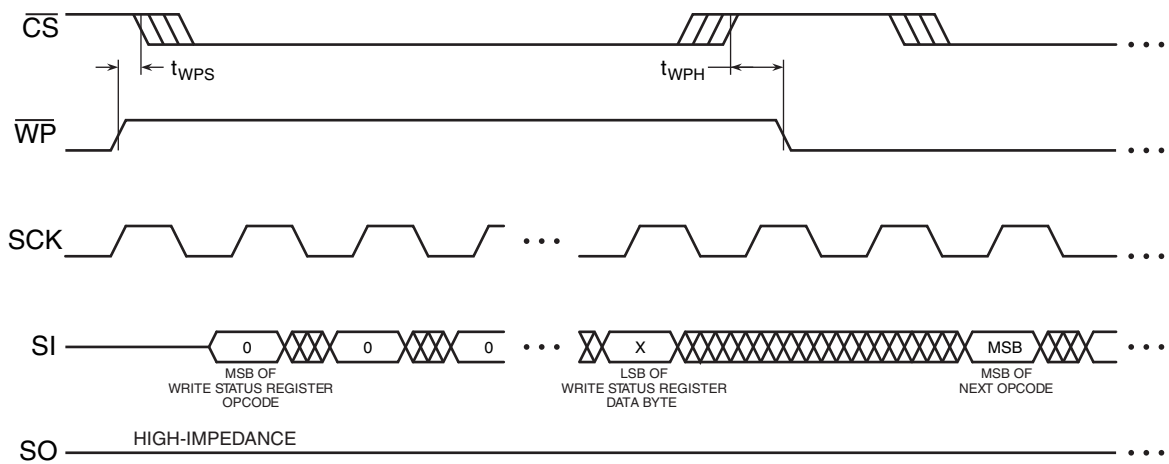 CS
tWPS
tWPH
WP
SCK
SI
0
0
0
X
MSB
MSB OF
WRITE STATUS REGISTER
OPCODE
LSB OF
WRITE STATUS REGISTER
DATA BYTE
MSB OF
NEXT OPCODE
SO
HIGH-IMPEDANCE